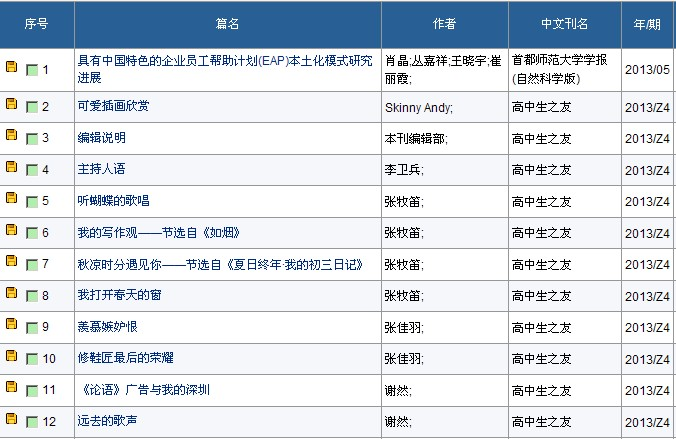 序号 篇名 作者 中文刊名 年/期
1 具有中国特色的企业员工帮助计划(EAP)本土化模式研究进展 肖晶;丛嘉祥;王晓宇;崔丽霞; 首都师范大学学报(自然科学版) 2013/05
2 可爱插画欣赏 Skinny Andy; 高中生之友 2013/Z4
3 编辑说明 本刊编辑部; 高中生之友 2013/Z4
4 主持人语 李卫兵; 高中生之友 2013/Z4
5 听蝴蝶的歌唱 张牧笛; 高中生之友 2013/Z4
6 我的写作观——节选自《如烟》 张牧笛; 高中生之友 2013/Z4
7 秋凉时分遇见你——节选自《夏日终年·我的初三日记》 张牧笛; 高中生之友 2013/Z4
8 我打开春天的窗 张牧笛; 高中生之友 2013/Z4
9 羡慕嫉妒恨 张佳羽; 高中生之友 2013/Z4
10 修鞋匠最后的荣耀 张佳羽; 高中生之友 2013/Z4
11 《论语》广告与我的深圳 谢然; 高中生之友 2013/Z4
12 远去的歌声 谢然; 高中生之友 2013/Z4